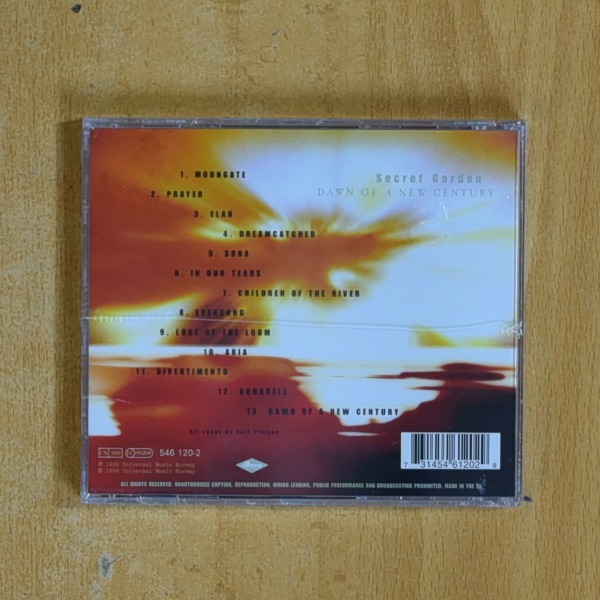 Secret Garden
DAWN OF A NEW CENTURY
1. MOONGATE
2. PRAYER
3. ELAN
4. DREAMCATCHER
5. SONA
6. IN OUR TEARS
7. CHILDREN OF THE RIVER
8. EVERSONG
9. LORE OF THE LOOM
10. ARIA
11. DIVERTIMENTO
12. AQUARELL
13. DAWN OF A NEW CENTURY
546 120-2
℗ 1999 Universal Music Norway
© 1999 Universal Music Norway
7 31454 61202 9
ALL RIGHTS RESERVED. UNAUTHORISED COPYING, REPRODUCTION, HIRING LENDING, PUBLIC PERFORMANCE AND BROADCASTING PROHIBITED. MADE IN THE EU